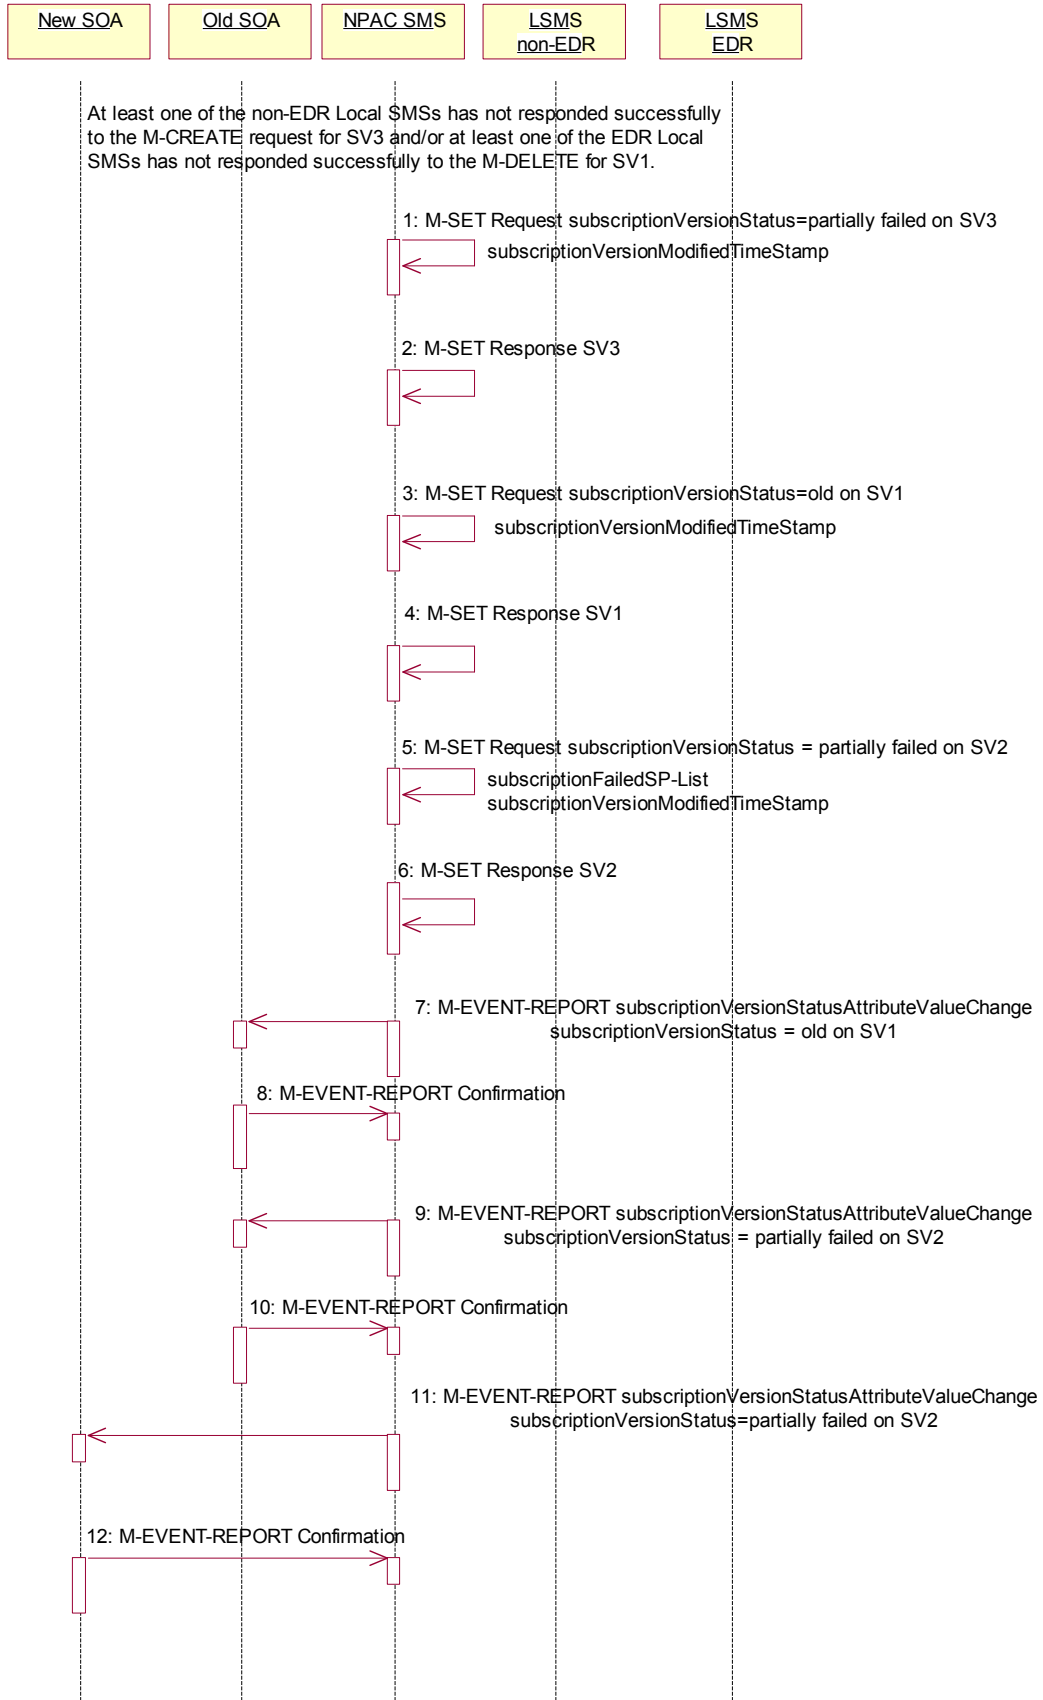 New SOA
Old SOA
NPAC SMS
LSMS
non-EDR
LSMS
EDR
At least one of the non-EDR Local SMSs has not responded successfully
to the M-CREATE request for SV3 and/or at least one of the EDR Local
SMSs has not responded successfully to the M-DELETE for SV1.
1: M-SET Request subscriptionVersionStatus=partially failed on SV3
subscriptionVersionModifiedTimeStamp
2: M-SET Response SV3
3: M-SET Request subscriptionVersionStatus=old on SV1
subscriptionVersionModifiedTimeStamp
4: M-SET Response SV1
5: M-SET Request subscriptionVersionStatus = partially failed on SV2
subscriptionFailedSP-List
subscriptionVersionModifiedTimeStamp
6: M-SET Response SV2
7: M-EVENT-REPORT subscriptionVersionStatusAttributeValueChange
subscriptionVersionStatus = old on SV1
8: M-EVENT-REPORT Confirmation
9: M-EVENT-REPORT subscriptionVersionStatusAttributeValueChange
subscriptionVersionStatus = partially failed on SV2
10: M-EVENT-REPORT Confirmation
11: M-EVENT-REPORT subscriptionVersionStatusAttributeValueChange
subscriptionVersionStatus=partially failed on SV2
12: M-EVENT-REPORT Confirmation